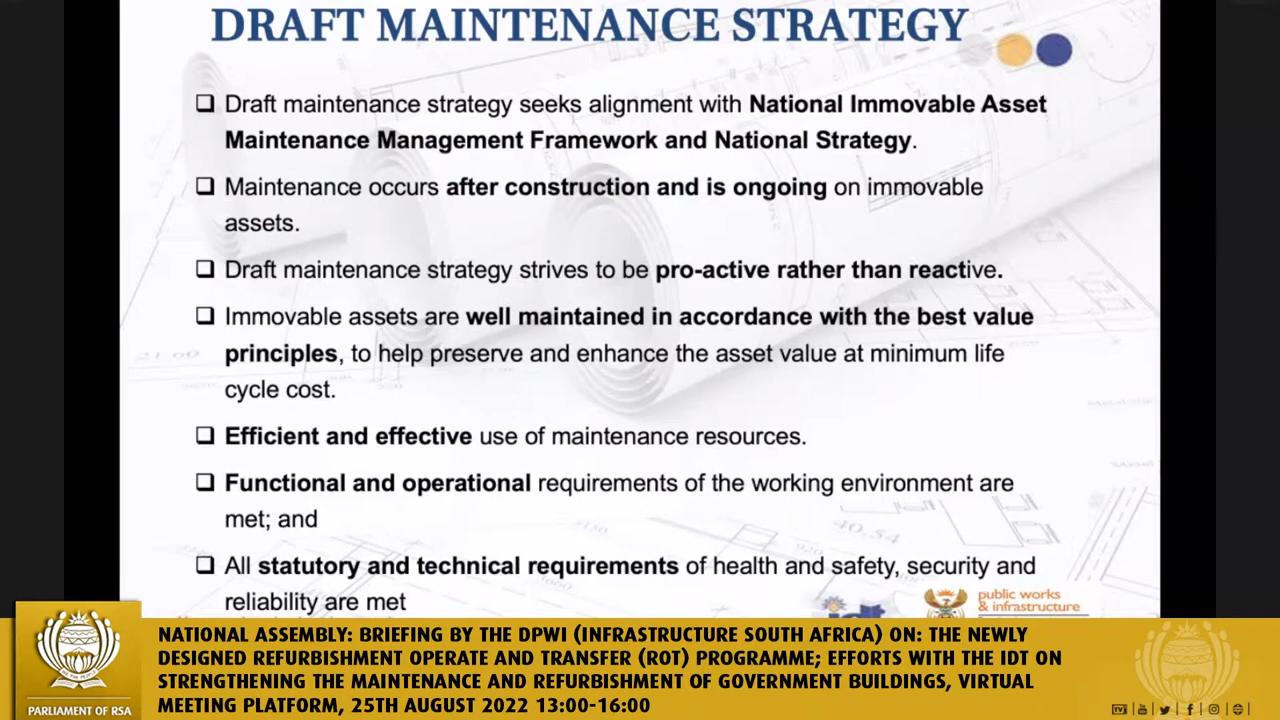 DRAFT MAINTENANCE STRATEGY
❑ Draft maintenance strategy seeks alignment with National Immovable Asset
Maintenance Management Framework and National Strategy.
❑ Maintenance occurs after construction and is ongoing on immovable
assets.
❑ Draft maintenance strategy strives to be pro-active rather than reactive.
❑ Immovable assets are well maintained in accordance with the best value
principles, to help preserve and enhance the asset value at minimum life
cycle cost.
❑ Efficient and effective use of maintenance resources.
❑ Functional and operational requirements of the working environment are
met; and
❑ All statutory and technical requirements of health and safety, security and
reliability are met
public works
& infrastructure
NATIONAL ASSEMBLY: BRIEFING BY THE DPWI (INFRASTRUCTURE SOUTH AFRICA) ON: THE NEWLY
DESIGNED REFURBISHMENT OPERATE AND TRANSFER (ROT) PROGRAMME; EFFORTS WITH THE IDT ON
STRENGTHENING THE MAINTENANCE AND REFURBISHMENT OF GOVERNMENT BUILDINGS, VIRTUAL
MEETING PLATFORM, 25TH AUGUST 2022 13:00-16:00
PARLIAMENT OF RSA